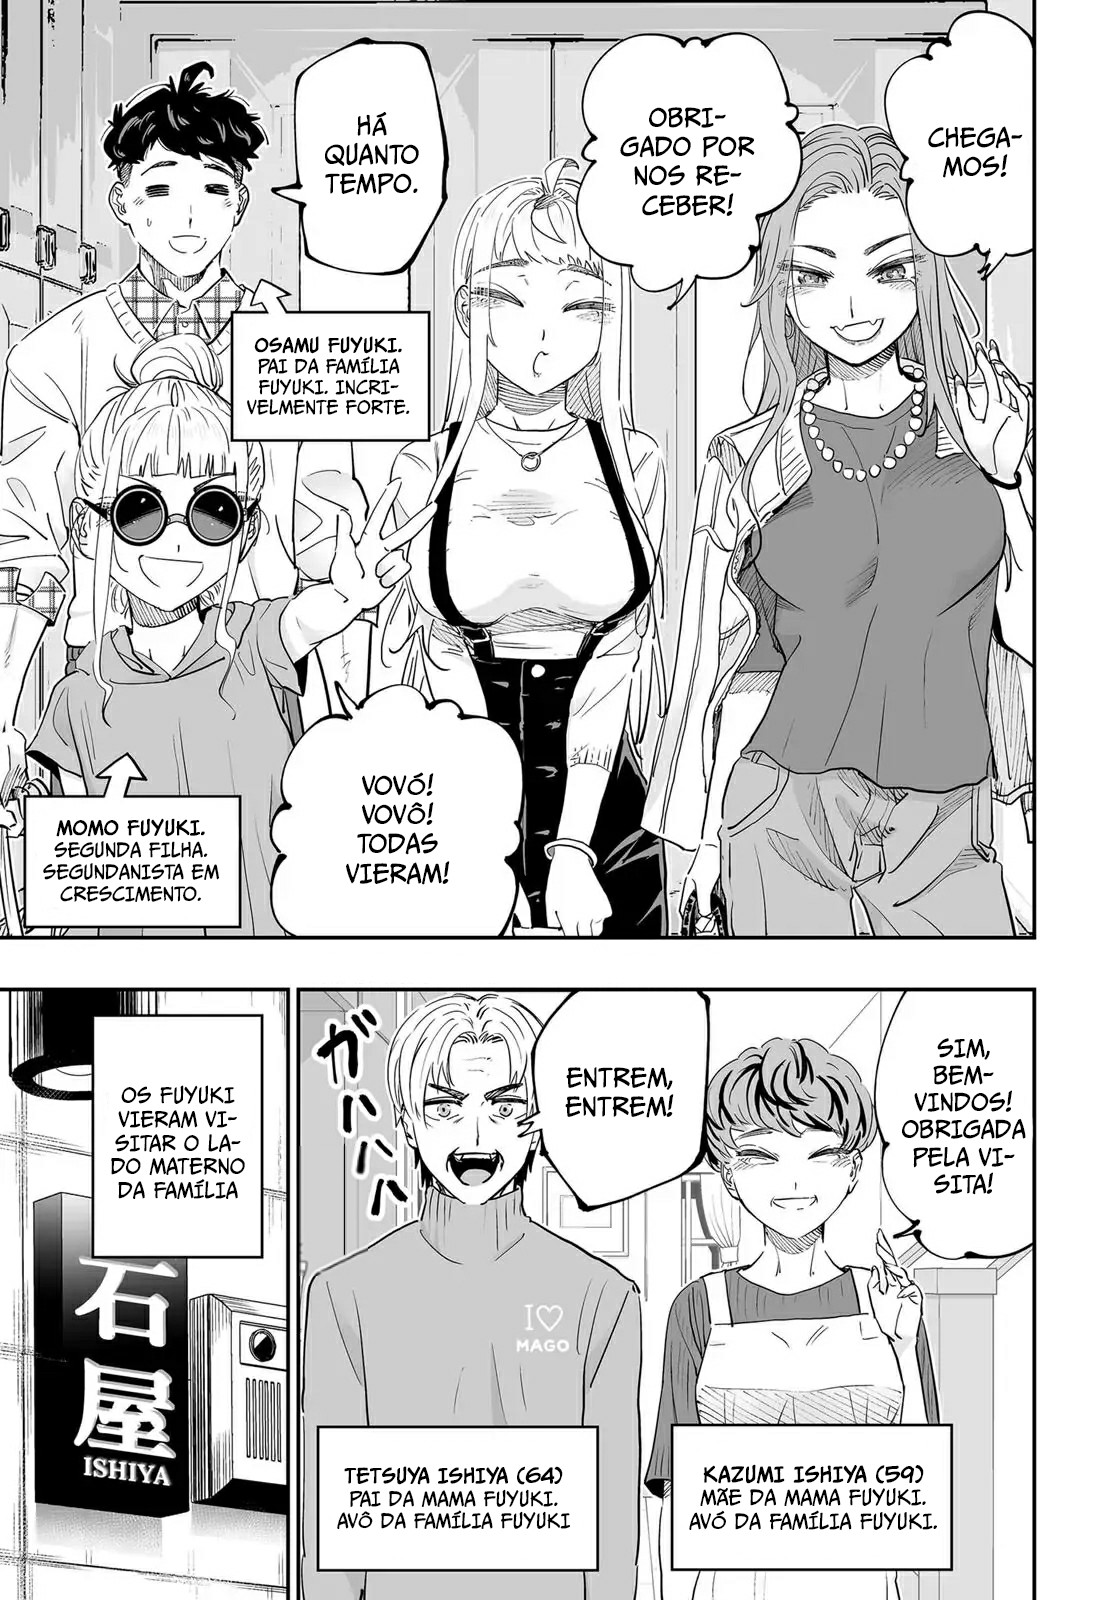 CHEGA-
MOS!
OBRI-
GADO POR
NOS RE-
CEBER!
HÁ
QUANTO
TEMPO.
OSAMU FUYUKI.
PAI DA FAMÍLIA
FUYUKI. INCRI-
VELMENTE FORTE.
VOVÓ!
VOVÔ!
TODAS
VIERAM!
MOMO FUYUKI.
SEGUNDA FILHA.
SEGUNDANISTA EM
CRESCIMENTO.
SIM,
BEM-
VINDOS!
OBRIGADA
PELA VI-
SITA!
ENTREM,
ENTREM!
ガハハハ
I♡
MAGO
KAZUMI ISHIYA (59)
MÃE DA MAMA FUYUKI.
AVÓ DA FAMÍLIA FUYUKI.
TETSUYA ISHIYA (64)
PAI DA MAMA FUYUKI.
AVÔ DA FAMÍLIA FUYUKI
OS FUYUKI
VIERAM VI-
SITAR O LA-
DO MATERNO
DA FAMÍLIA
石屋
ISHIYA